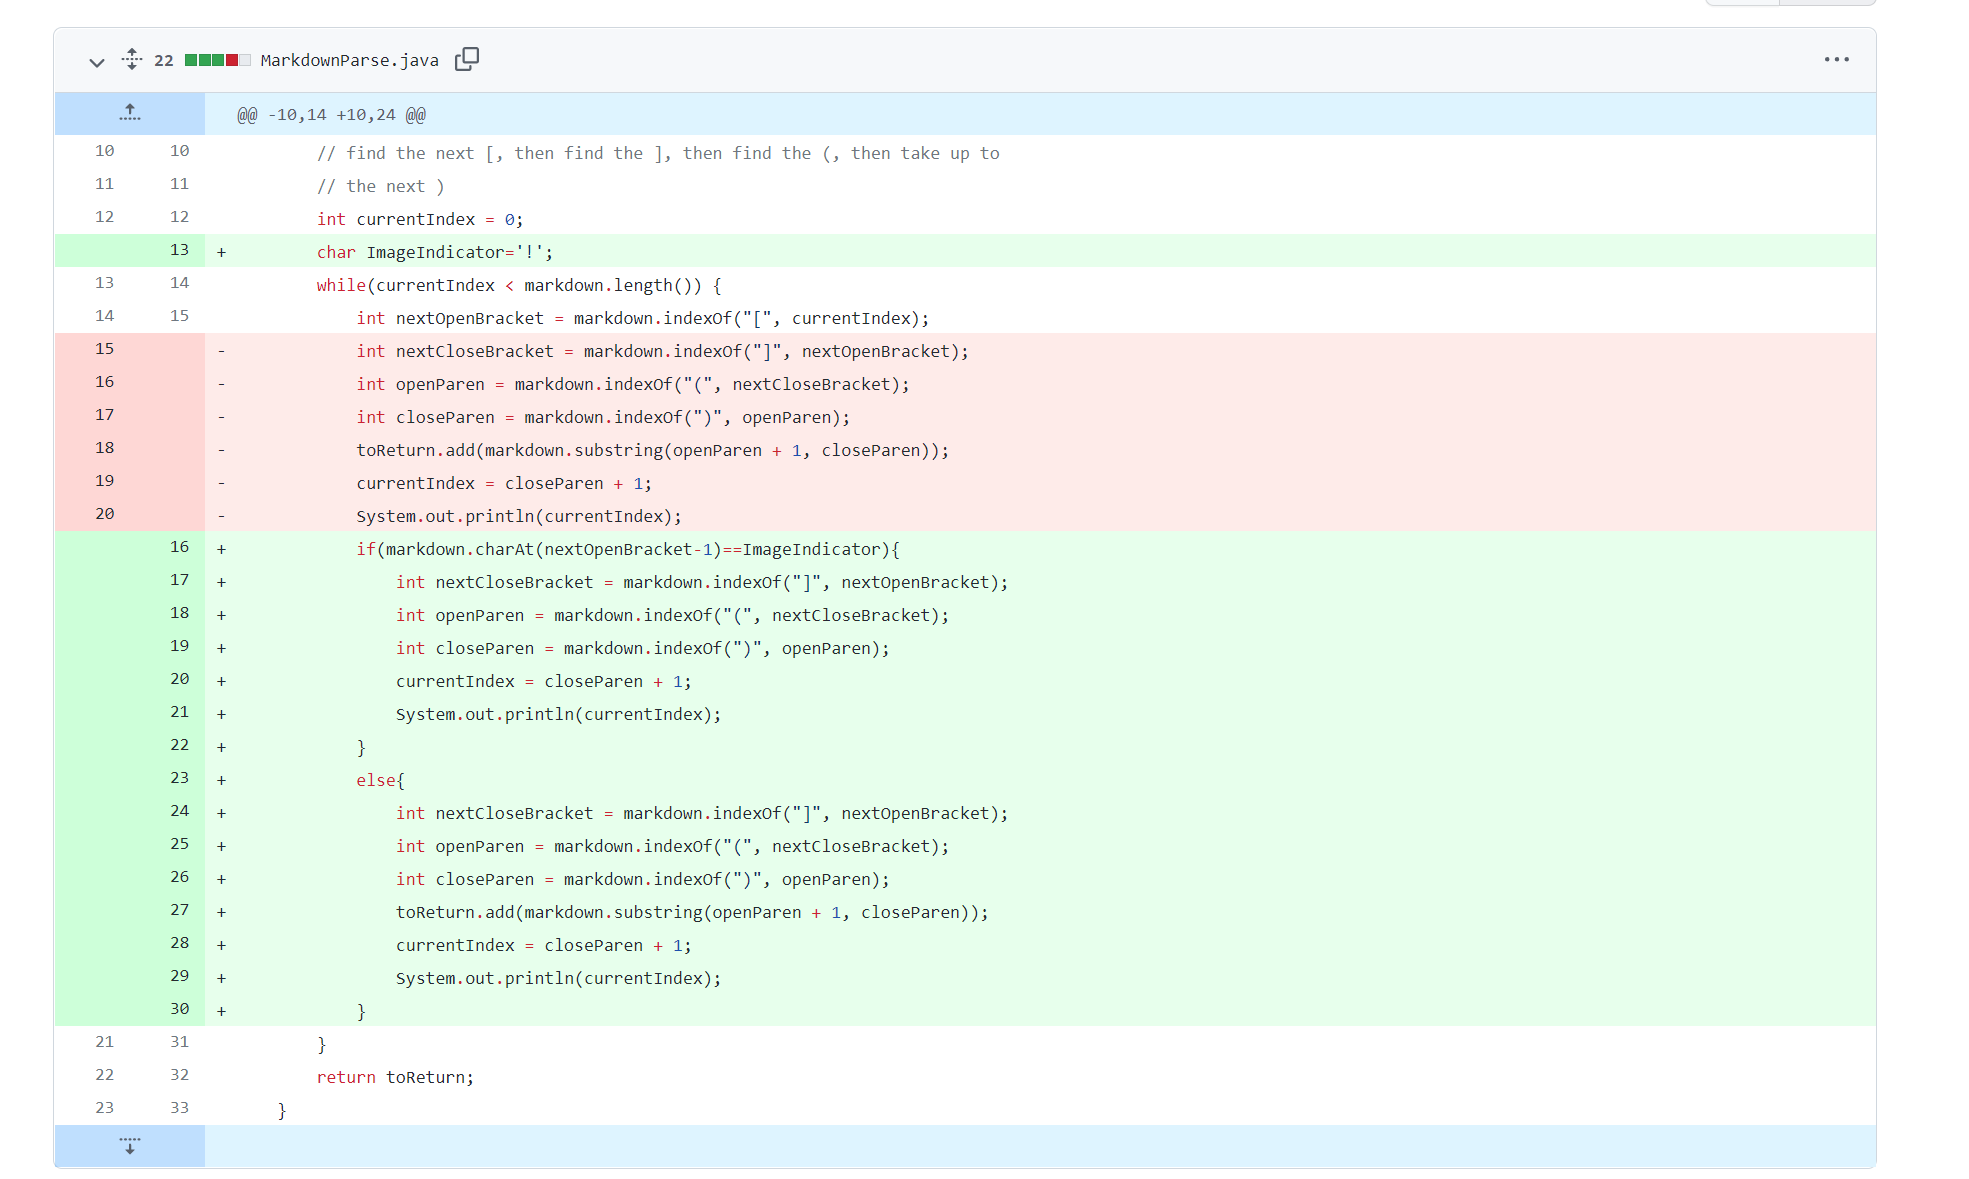 22 MarkdownParse.java
@@ -10,14 +10,24 @@
10 10 // find the next [, then find the ], then find the (, then take up to
11 11 // the next )
12 12 int currentIndex = 0;
13 + char ImageIndicator='!';
13 14 while(currentIndex < markdown.length()) {
14 15 int nextOpenBracket = markdown.indexOf("[", currentIndex);
15 - int nextCloseBracket = markdown.indexOf("]", nextOpenBracket);
16 - int openParen = markdown.indexOf("(", nextCloseBracket);
17 - int closeParen = markdown.indexOf(")", openParen);
18 - toReturn.add(markdown.substring(openParen + 1, closeParen));
19 - currentIndex = closeParen + 1;
20 - System.out.println(currentIndex);
16 + if(markdown.charAt(nextOpenBracket-1)==ImageIndicator){
17 + int nextCloseBracket = markdown.indexOf("]", nextOpenBracket);
18 + int openParen = markdown.indexOf("(", nextCloseBracket);
19 + int closeParen = markdown.indexOf(")", openParen);
20 + currentIndex = closeParen + 1;
21 + System.out.println(currentIndex);
22 + }
23 + else{
24 + int nextCloseBracket = markdown.indexOf("]", nextOpenBracket);
25 + int openParen = markdown.indexOf("(", nextCloseBracket);
26 + int closeParen = markdown.indexOf(")", openParen);
27 + toReturn.add(markdown.substring(openParen + 1, closeParen));
28 + currentIndex = closeParen + 1;
29 + System.out.println(currentIndex);
30 + }
21 31 }
22 32 return toReturn;
23 33 }